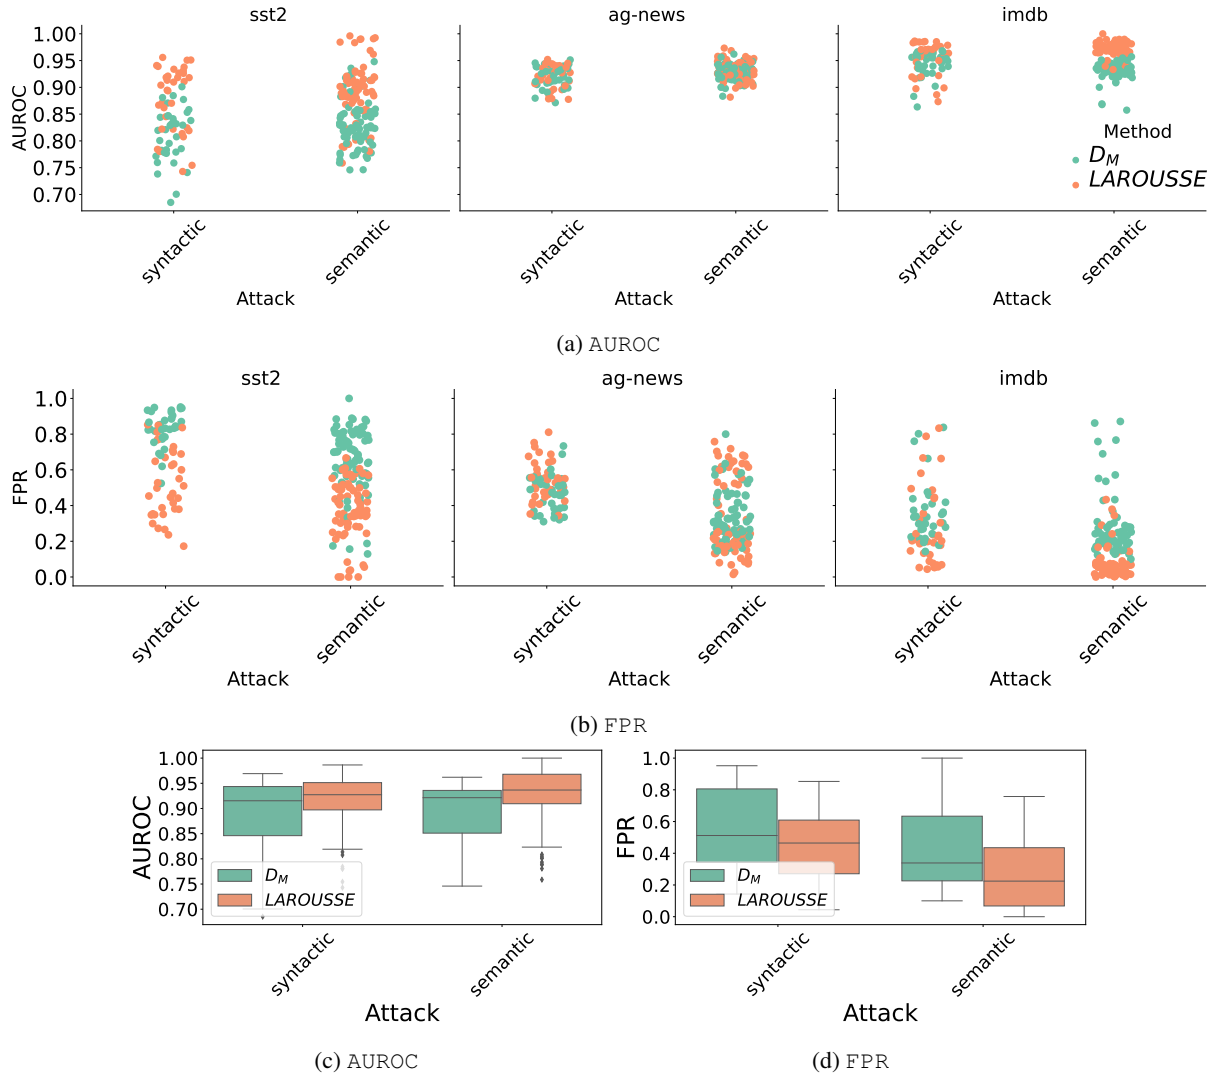 sst2 ag-news imdb
AUROC
1.00
0.95
0.90
0.85
0.80
0.75
0.70
Method
D_M
LAROUSSE
syntactic semantic syntactic semantic syntactic semantic
Attack Attack Attack
(a) AUROC
sst2 ag-news imdb
FPR
1.0
0.8
0.6
0.4
0.2
0.0
syntactic semantic syntactic semantic syntactic semantic
Attack Attack Attack
(b) FPR
AUROC
1.00
0.95
0.90
0.85
0.80
0.75
0.70
D_M
LAROUSSE
syntactic semantic
Attack
(c) AUROC
FPR
1.0
0.8
0.6
0.4
0.2
0.0
D_M
LAROUSSE
syntactic semantic
Attack
(d) FPR